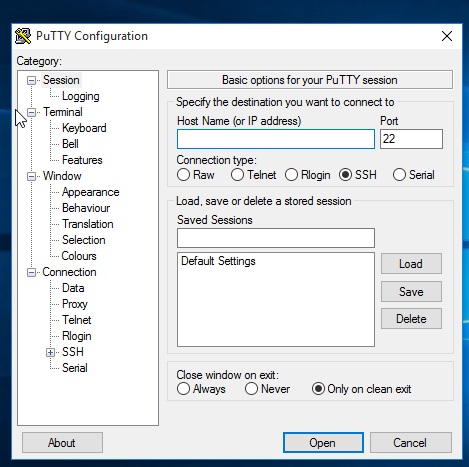 PuTTY Configuration
Category:
Session
Logging
Terminal
Keyboard
Bell
Features
Window
Appearance
Behaviour
Translation
Selection
Colours
Connection
Data
Proxy
Telnet
Rlogin
SSH
Serial
Basic options for your PuTTY session
Specify the destination you want to connect to
Host Name (or IP address) Port
22
Connection type:
Raw Telnet Rlogin SSH Serial
Load, save or delete a stored session
Saved Sessions
Default Settings
Load
Save
Delete
Close window on exit:
Always Never Only on clean exit
About Open Cancel